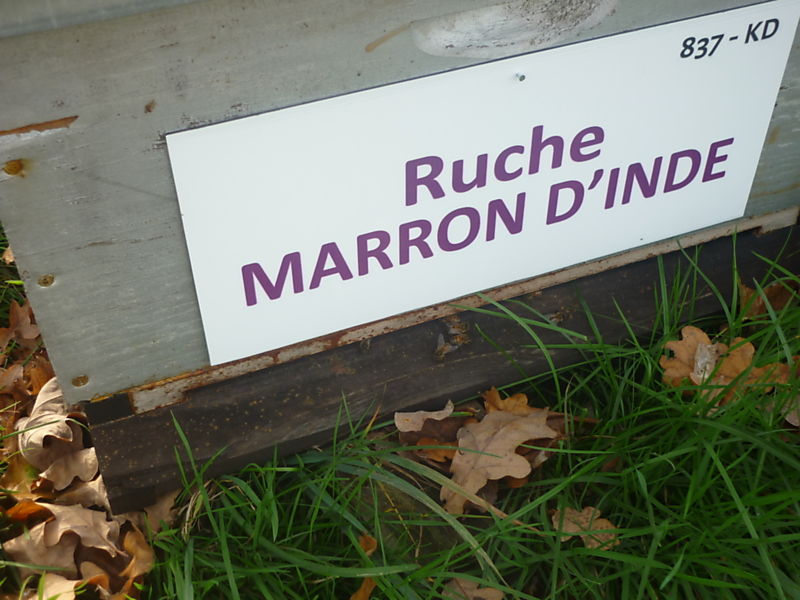 837 - KD
Ruche
MARRON D'INDE